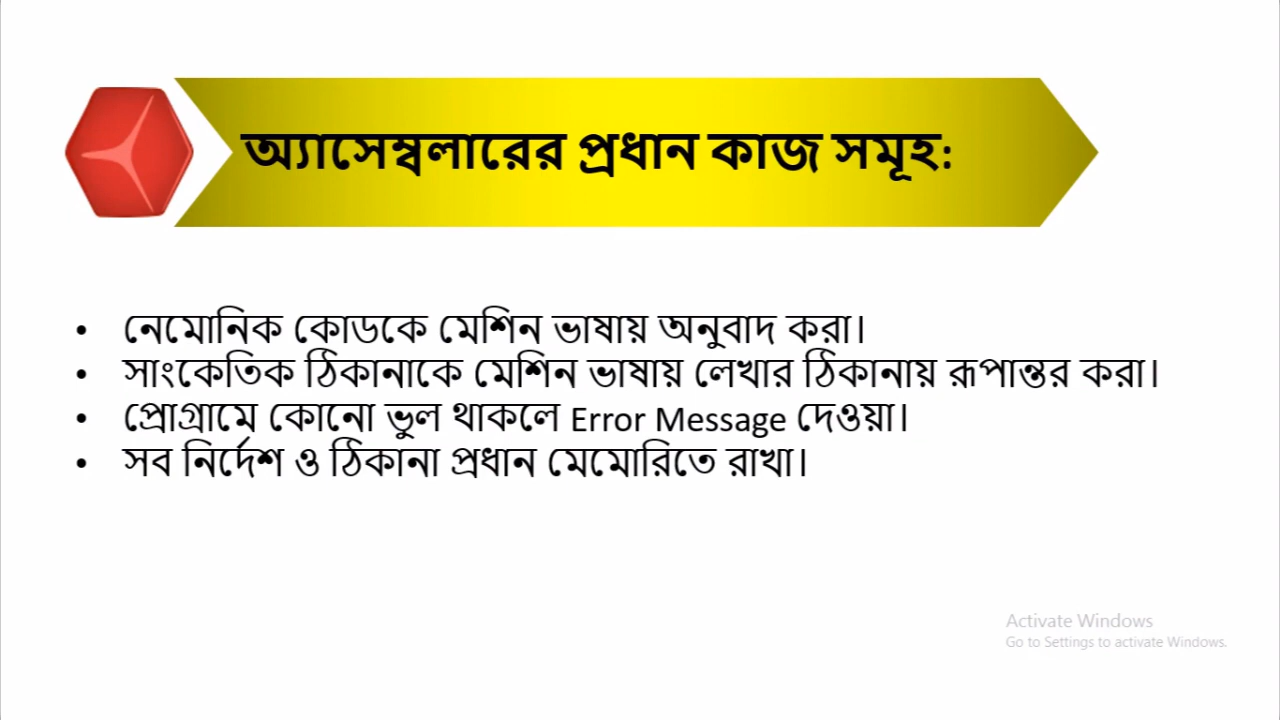 অ্যাসেম্বলারের প্রধান কাজ সমূহ:
• নেমোনিক কোডকে মেশিন ভাষায় অনুবাদ করা।
• সাংকেতিক ঠিকানাকে মেশিন ভাষায় লেখার ঠিকানায় রূপান্তর করা।
• প্রোগ্রামে কোনো ভুল থাকলে Error Message দেওয়া।
• সব নির্দেশ ও ঠিকানা প্রধান মেমোরিতে রাখা।
Activate Windows
Go to Settings to activate Windows.